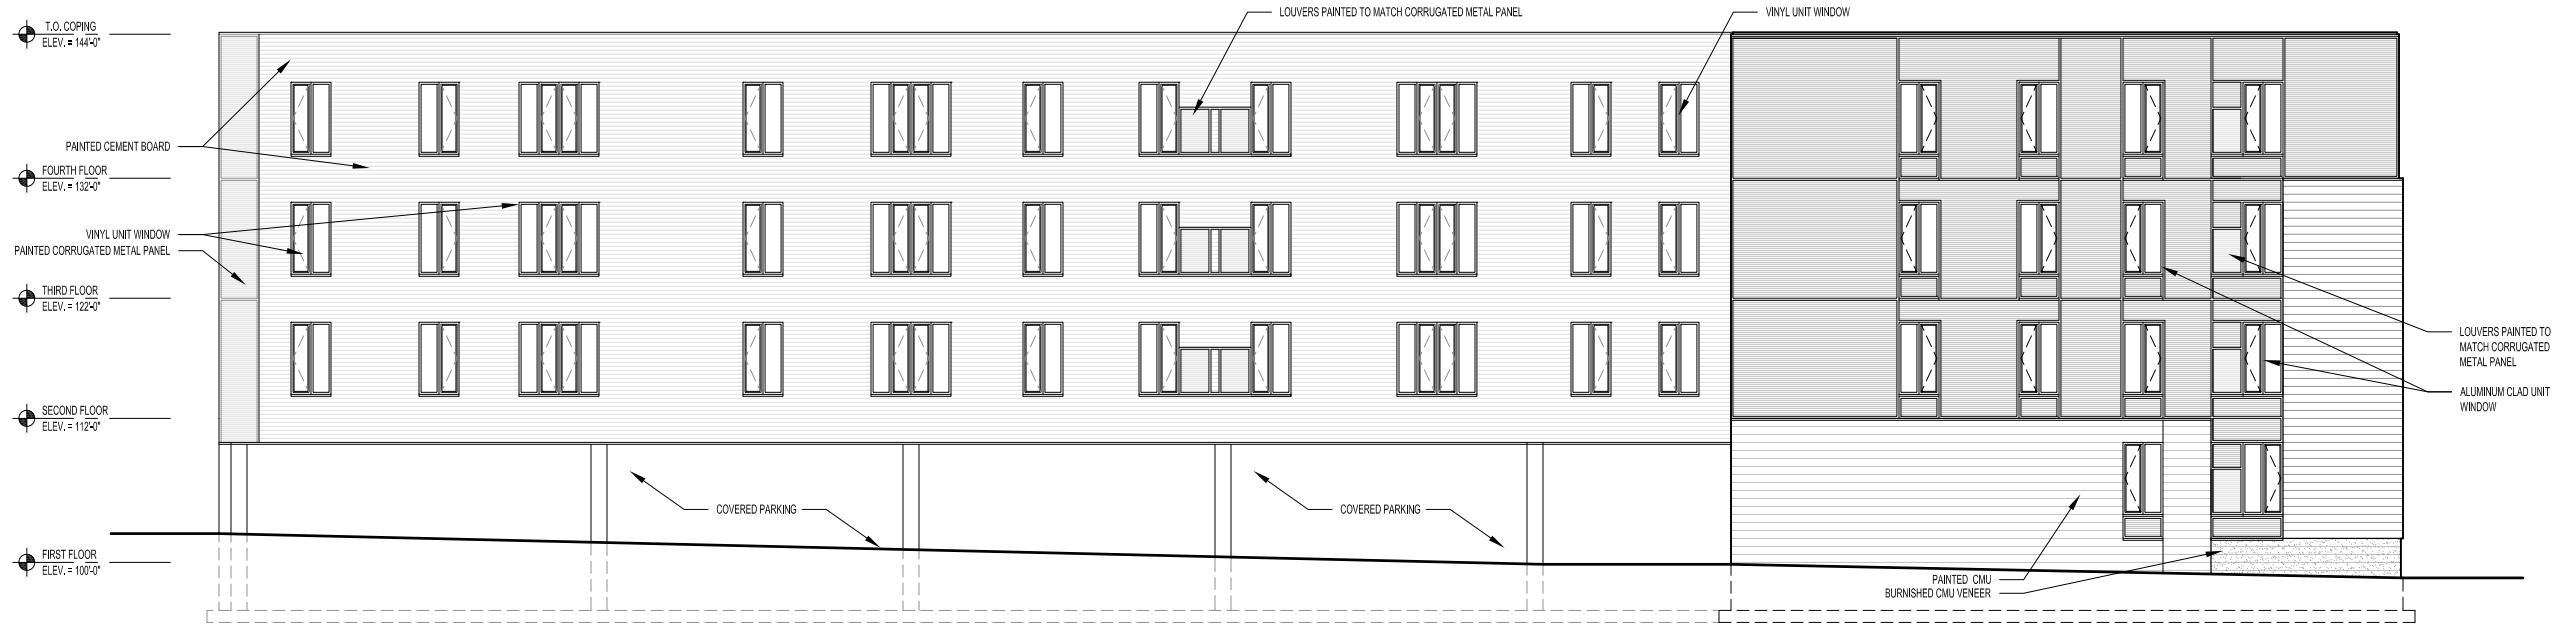 T.O. COPING
ELEV. = 144'-0"
LOUVERS PAINTED TO MATCH CORRUGATED METAL PANEL
VINYL UNIT WINDOW
PAINTED CEMENT BOARD
FOURTH FLOOR
ELEV. = 132'-0"
VINYL UNIT WINDOW
PAINTED CORRUGATED METAL PANEL
THIRD FLOOR
ELEV. = 122'-0"
LOUVERS PAINTED TO
MATCH CORRUGATED
METAL PANEL
ALUMINUM CLAD UNIT
WINDOW
SECOND FLOOR
ELEV. = 112'-0"
COVERED PARKING
COVERED PARKING
FIRST FLOOR
ELEV. = 100'-0"
PAINTED CMU
BURNISHED CMU VENEER